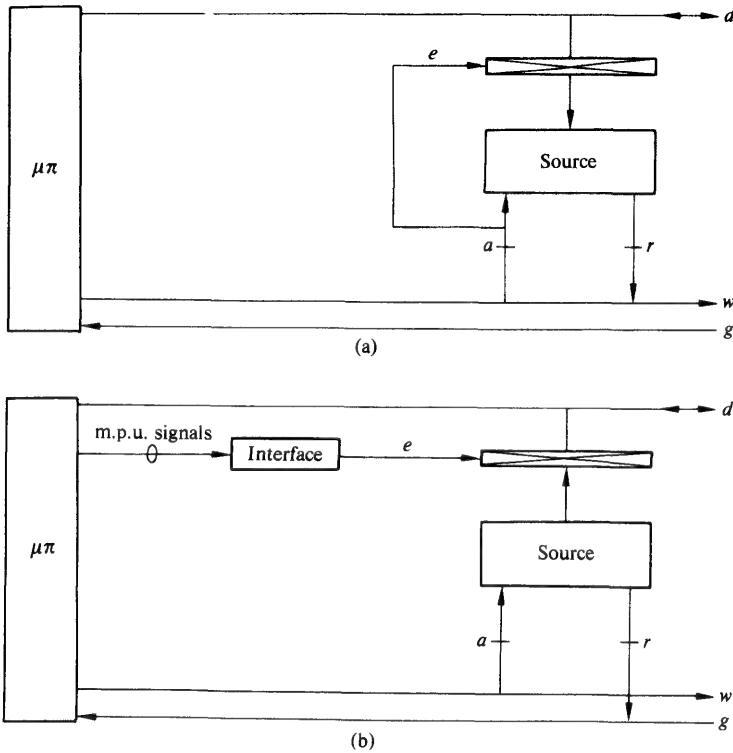 d
e
μπ
Source
a
r
w
g
(a)
d
m.p.u. signals
Interface
e
μπ
Source
a
r
w
g
(b)